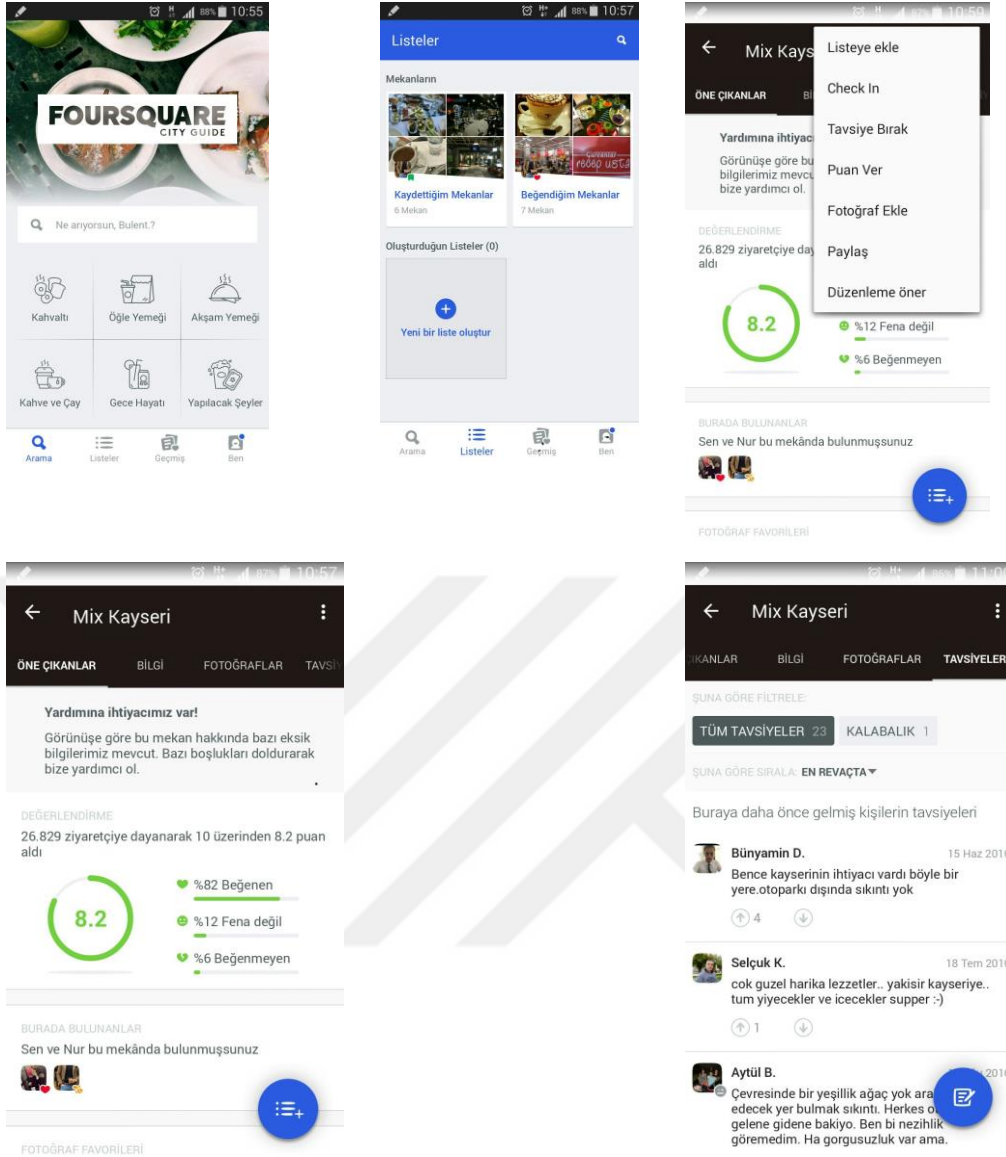 88% 10:55
FOURSQUARE
CITY GUIDE
Ne arıyorsun, Bulent.?
Kahvaltı
Öğle Yemeği
Akşam Yemeği
Kahve ve Çay
Gece Hayatı
Yapılacak Şeyler
Arama
Listeler
Geçmiş
Ben
88% 10:57
Listeler
Mekanların
Kaydettiğim Mekanlar
6 Mekan
Beğendiğim Mekanlar
7 Mekan
Oluşturduğun Listeler (0)
Yeni bir liste oluştur
Arama
Listeler
Geçmiş
Ben
87% 10:59
Mix Kays
ÖNE ÇIKANLAR
Bİ
Listeye ekle
Check In
Tavsiye Bırak
Puan Ver
Fotoğraf Ekle
Paylaş
Düzenleme öner
Yardımına ihtiyac
Görünüşe göre bu
bilgilerimiz mevcu
bize yardımcı ol.
DEĞERLENDİRME
26.829 ziyaretçiye day
aldı
8.2
%12 Fena değil
%6 Beğenmeyen
BURADA BULUNANLAR
Sen ve Nur bu mekânda bulunmuşsunuz
FOTOĞRAF FAVORİLERİ
87% 10:57
Mix Kayseri
ÖNE ÇIKANLAR BİLGİ FOTOĞRAFLAR TAVSİY
Yardımına ihtiyacımız var!
Görünüşe göre bu mekan hakkında bazı eksik
bilgilerimiz mevcut. Bazı boşlukları doldurarak
bize yardımcı ol.
DEĞERLENDİRME
26.829 ziyaretçiye dayanarak 10 üzerinden 8.2 puan
aldı
8.2
%82 Beğenen
%12 Fena değil
%6 Beğenmeyen
BURADA BULUNANLAR
Sen ve Nur bu mekânda bulunmuşsunuz
FOTOĞRAF FAVORİLERİ
Mix Kayseri
ÇIKANLAR BİLGİ FOTOĞRAFLAR TAVSİYELER
ŞUNA GÖRE FİLTRELE:
TÜM TAVSİYELER 23 KALABALIK 1
ŞUNA GÖRE SIRALA: EN REVAÇTA
Buraya daha önce gelmiş kişilerin tavsiyeleri
Bünyamin D. 15 Haz 2016
Bence kayserinin ihtiyacı vardı böyle bir
yere.otoparkı dışında sıkıntı yok
4
Selçuk K. 18 Tem 2016
cok guzel harika lezzetler.. yakisir kayseriye..
tum yiyecekler ve icecekler supper :-)
1
Aytül B.
Çevresinde bir yeşillik ağaç yok ara
edecek yer bulmak sıkıntı. Herkes
gelene gidene bakiyo. Ben bi nezihlik
göremedim. Ha gorgusuzluk var ama.